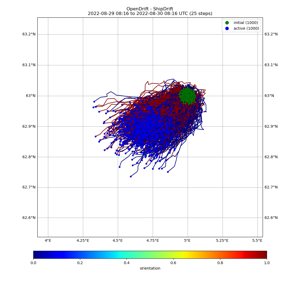 OpenDrift - ShipDrift
2022-08-29 08:16 to 2022-08-30 08:16 UTC (25 steps)
initial (1000)
active (1000)
63.2°N 63.2°N
63.1°N 63.1°N
63°N 63°N
62.9°N 62.9°N
62.8°N 62.8°N
62.7°N 62.7°N
62.6°N 62.6°N
4°E 4.25°E 4.5°E 4.75°E 5°E 5.25°E 5.5°E
0.0 0.2 0.4 0.6 0.8 1.0
orientation